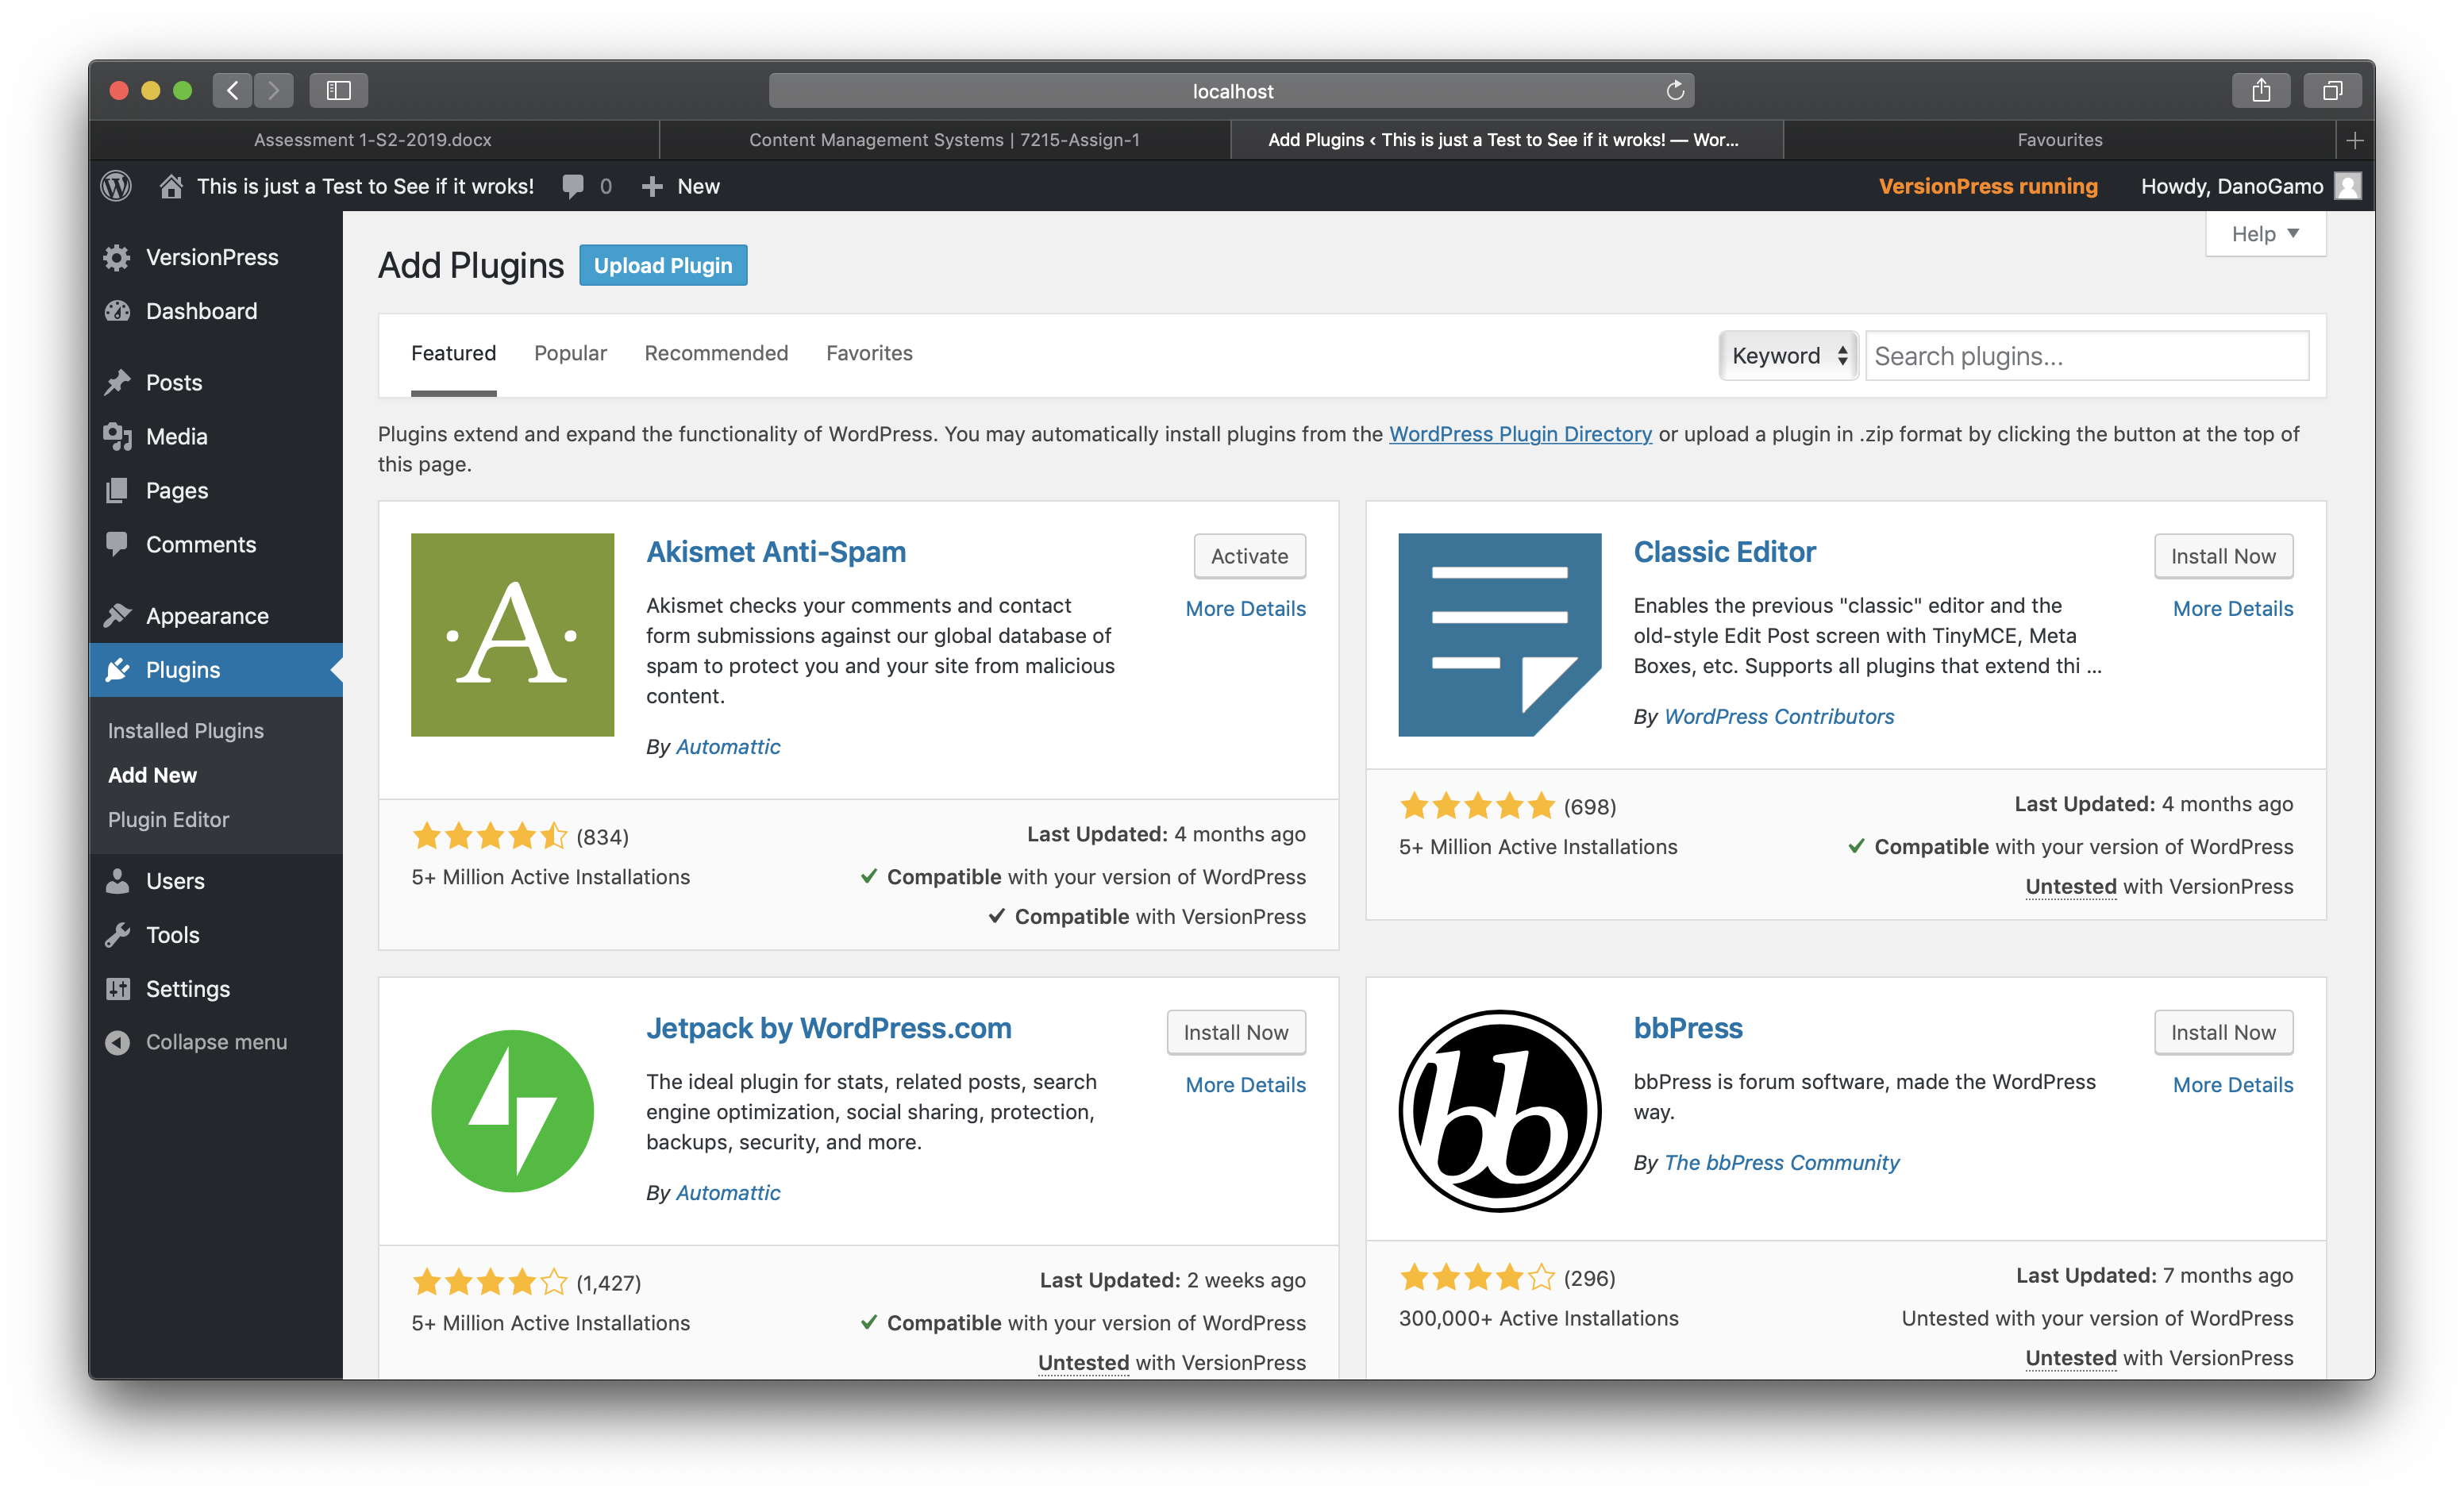 localhost
Assessment 1-S2-2019.docx
Content Management Systems | 7215-Assign-1
Add Plugins ‹ This is just a Test to See if it wroks! — Wor...
Favourites
This is just a Test to See if it wroks!
0
New
VersionPress running
Howdy, DanoGamo
VersionPress
Dashboard
Posts
Media
Pages
Comments
Appearance
Plugins
Installed Plugins
Add New
Plugin Editor
Users
Tools
Settings
Collapse menu
Help
Add Plugins
Upload Plugin
Featured
Popular
Recommended
Favorites
Keyword
Search plugins...
Plugins extend and expand the functionality of WordPress. You may automatically install plugins from the WordPress Plugin Directory or upload a plugin in .zip format by clicking the button at the top of
this page.
A
Akismet Anti-Spam
Activate
More Details
Akismet checks your comments and contact
form submissions against our global database of
spam to protect you and your site from malicious
content.
By Automattic
(834)
5+ Million Active Installations
Last Updated: 4 months ago
Compatible with your version of WordPress
Compatible with VersionPress
Classic Editor
Install Now
More Details
Enables the previous "classic" editor and the
old-style Edit Post screen with TinyMCE, Meta
Boxes, etc. Supports all plugins that extend thi ...
By WordPress Contributors
(698)
5+ Million Active Installations
Last Updated: 4 months ago
Compatible with your version of WordPress
Untested with VersionPress
Jetpack by WordPress.com
Install Now
More Details
The ideal plugin for stats, related posts, search
engine optimization, social sharing, protection,
backups, security, and more.
By Automattic
(1,427)
5+ Million Active Installations
Last Updated: 2 weeks ago
Compatible with your version of WordPress
Untested with VersionPress
bb
bbPress
Install Now
More Details
bbPress is forum software, made the WordPress
way.
By The bbPress Community
(296)
300,000+ Active Installations
Last Updated: 7 months ago
Untested with your version of WordPress
Untested with VersionPress